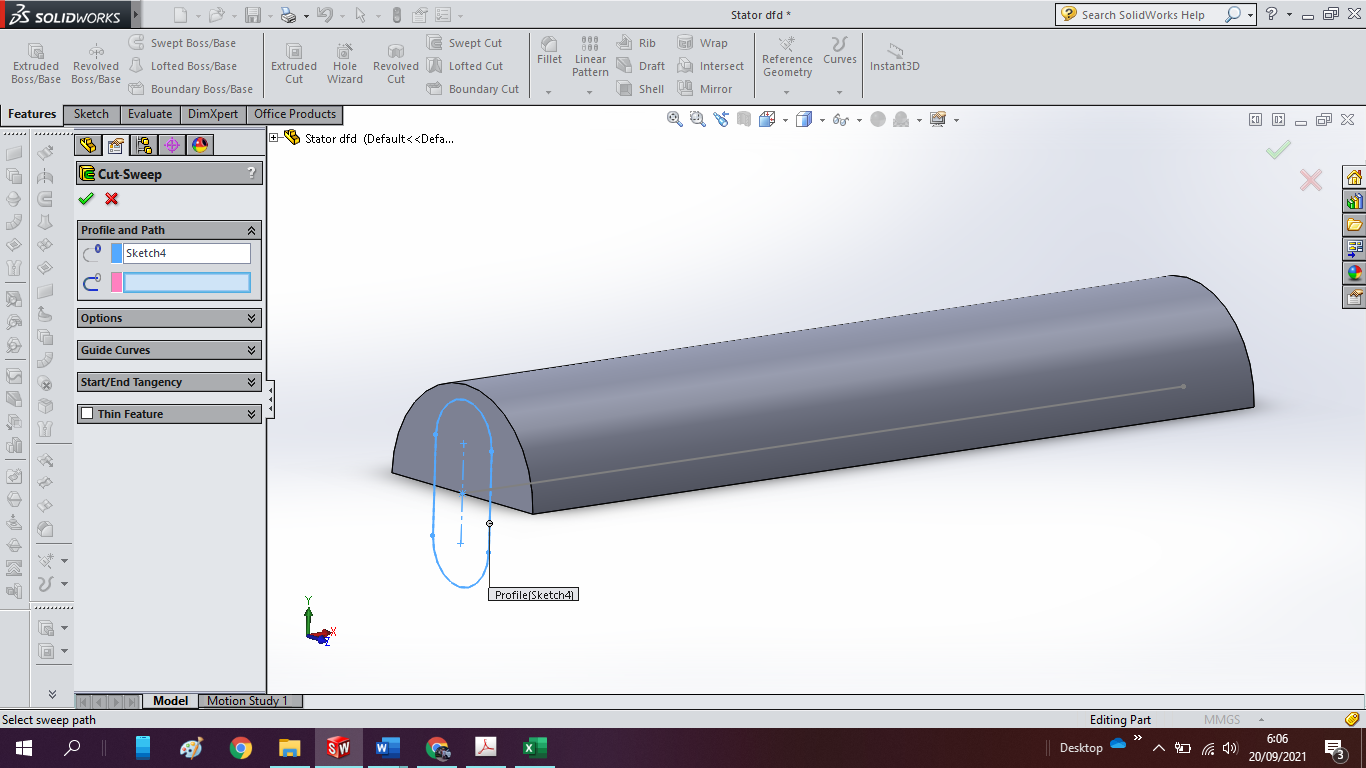 SOLIDWORKS
Stator dfd *
Search SolidWorks Help
?
Extruded
Boss/Base
Revolved
Boss/Base
Swept Boss/Base
Lofted Boss/Base
Boundary Boss/Base
Extruded
Cut
Hole
Wizard
Revolved
Cut
Swept Cut
Lofted Cut
Boundary Cut
Fillet
Linear
Pattern
Rib
Draft
Shell
Wrap
Intersect
Mirror
Reference
Geometry
Curves
Instant3D
Features
Sketch
Evaluate
DimXpert
Office Products
Stator dfd (Default<<Defa...
Cut-Sweep
?
Profile and Path
Sketch4
Options
Guide Curves
Start/End Tangency
Thin Feature
Profile(Sketch4)
Y
X
Z
Model
Motion Study 1
Select sweep path
Editing Part
MMGS
Desktop
6:06
20/09/2021
3